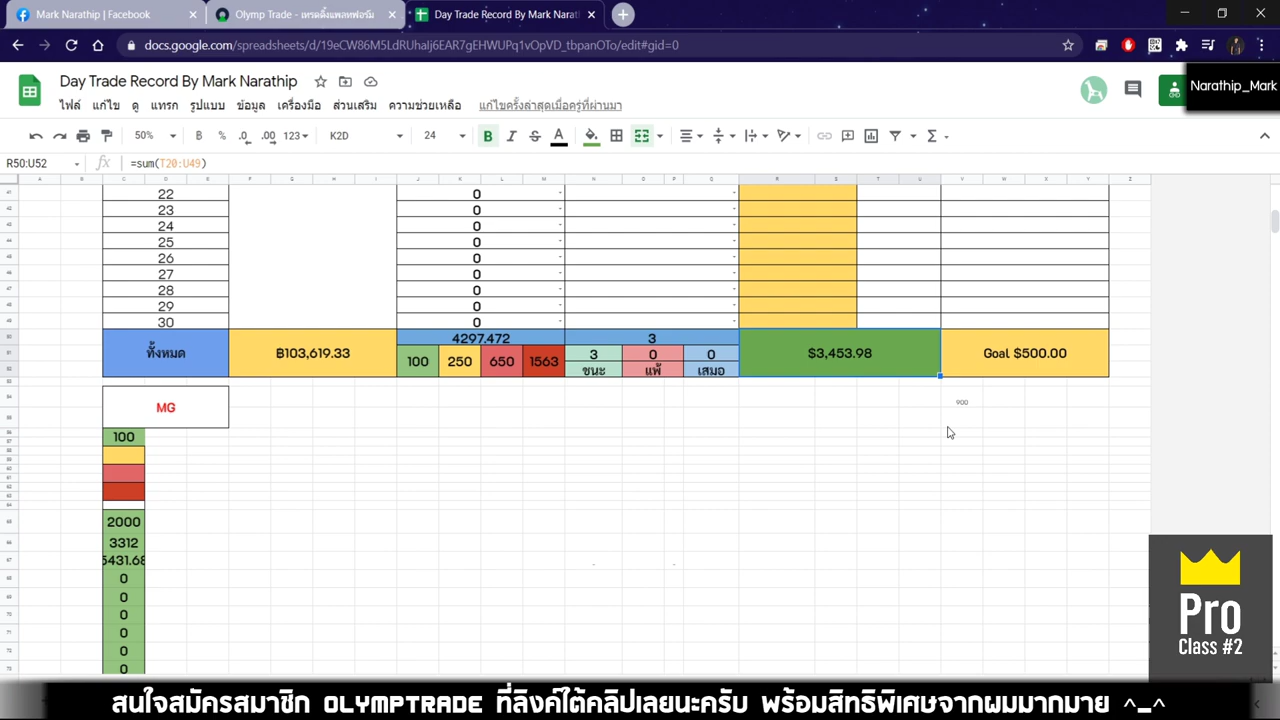 Mark Narathip | Facebook
Olymp Trade - เทรดดิ้งแพลทฟอร์ม
Day Trade Record By Mark Narat
docs.google.com/spreadsheets/d/19eCW86M5LdRUhaIj6EAR7gEHWUPq1vOpVD_tbpanOTo/edit#gid=0
Day Trade Record By Mark Narathip
Narathip_Mark
ไฟล์ แก้ไข ดู แทรก รูปแบบ ข้อมูล เครื่องมือ ส่วนเสริม ความช่วยเหลือ แก้ไขครั้งล่าสุดเมื่อครู่ที่ผ่านมา
50% ฿ % .0 .00 123 K2D 24 B I S A
R50:U52 fx =sum(T20:U49)
A B C D E F G H I J K L M N O P Q R S T U V W X Y Z
22 0
23 0
24 0
25 0
26 0
27 0
28 0
29 0
30 0
ทั้งหมด ฿103,619.33 4297.472 3 $3,453.98 Goal $500.00
100 250 650 1563 3 0 0
ชนะ แพ้ เสมอ
MG 900
100
2000
3312
5431.68
0
0
0
0
0
0
Pro
Class #2
สนใจสมัครสมาชิก OLYMPTRADE ที่ลิงค์ใต้คลิปเลยนะครับ พร้อมสิทธิพิเศษจากผมมากมาย ^_^